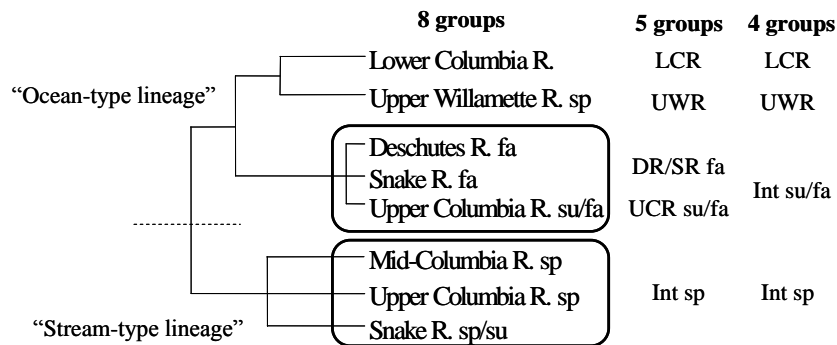 8 groups 5 groups 4 groups
Lower Columbia R. LCR LCR
“Ocean-type lineage”
Upper Willamette R. sp UWR UWR
Deschutes R. fa
DR/SR fa
Snake R. fa
Int su/fa
Upper Columbia R. su/fa UCR su/fa
Mid-Columbia R. sp
Upper Columbia R. sp Int sp Int sp
“Stream-type lineage” Snake R. sp/su